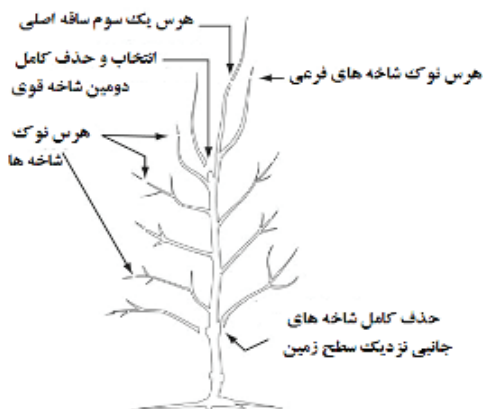 هرس یک سوم ساقه اصلی
انتخاب و حذف کامل
دومین شاخه قوی
هرس نوک شاخه های فرعی
هرس نوک
شاخه ها
حذف کامل شاخه های
جانبی نزدیک سطح زمین